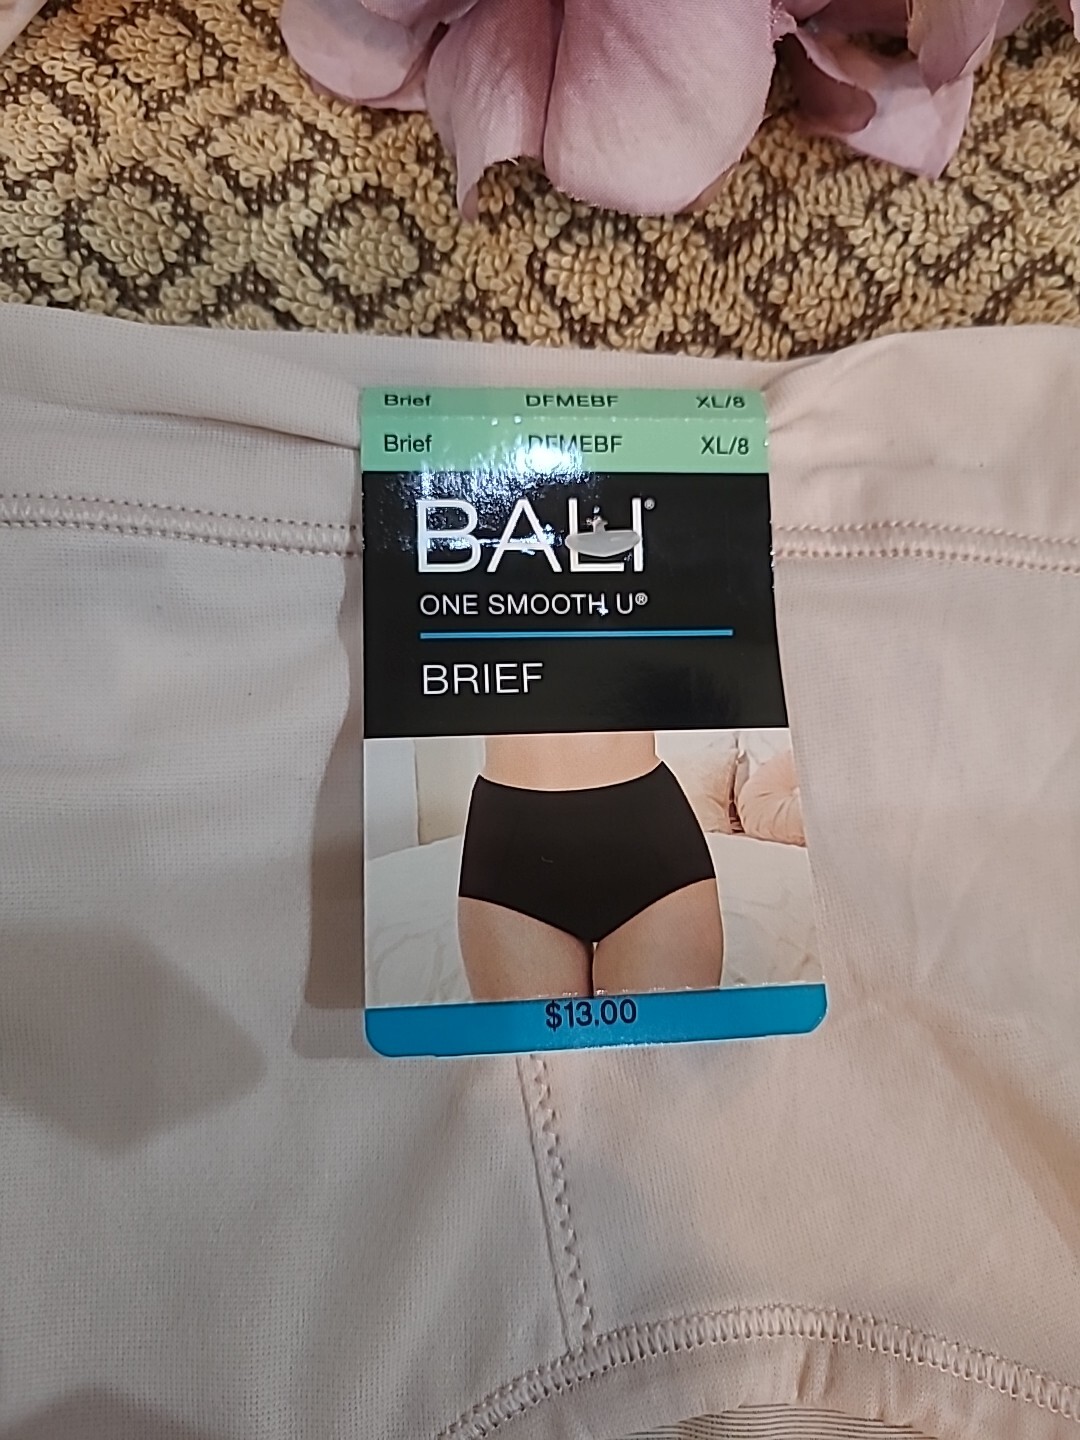 Brief DFMEBF XL/8
Brief DFMEBF XL/8
BALI®
ONE SMOOTH U®
BRIEF
$13.00